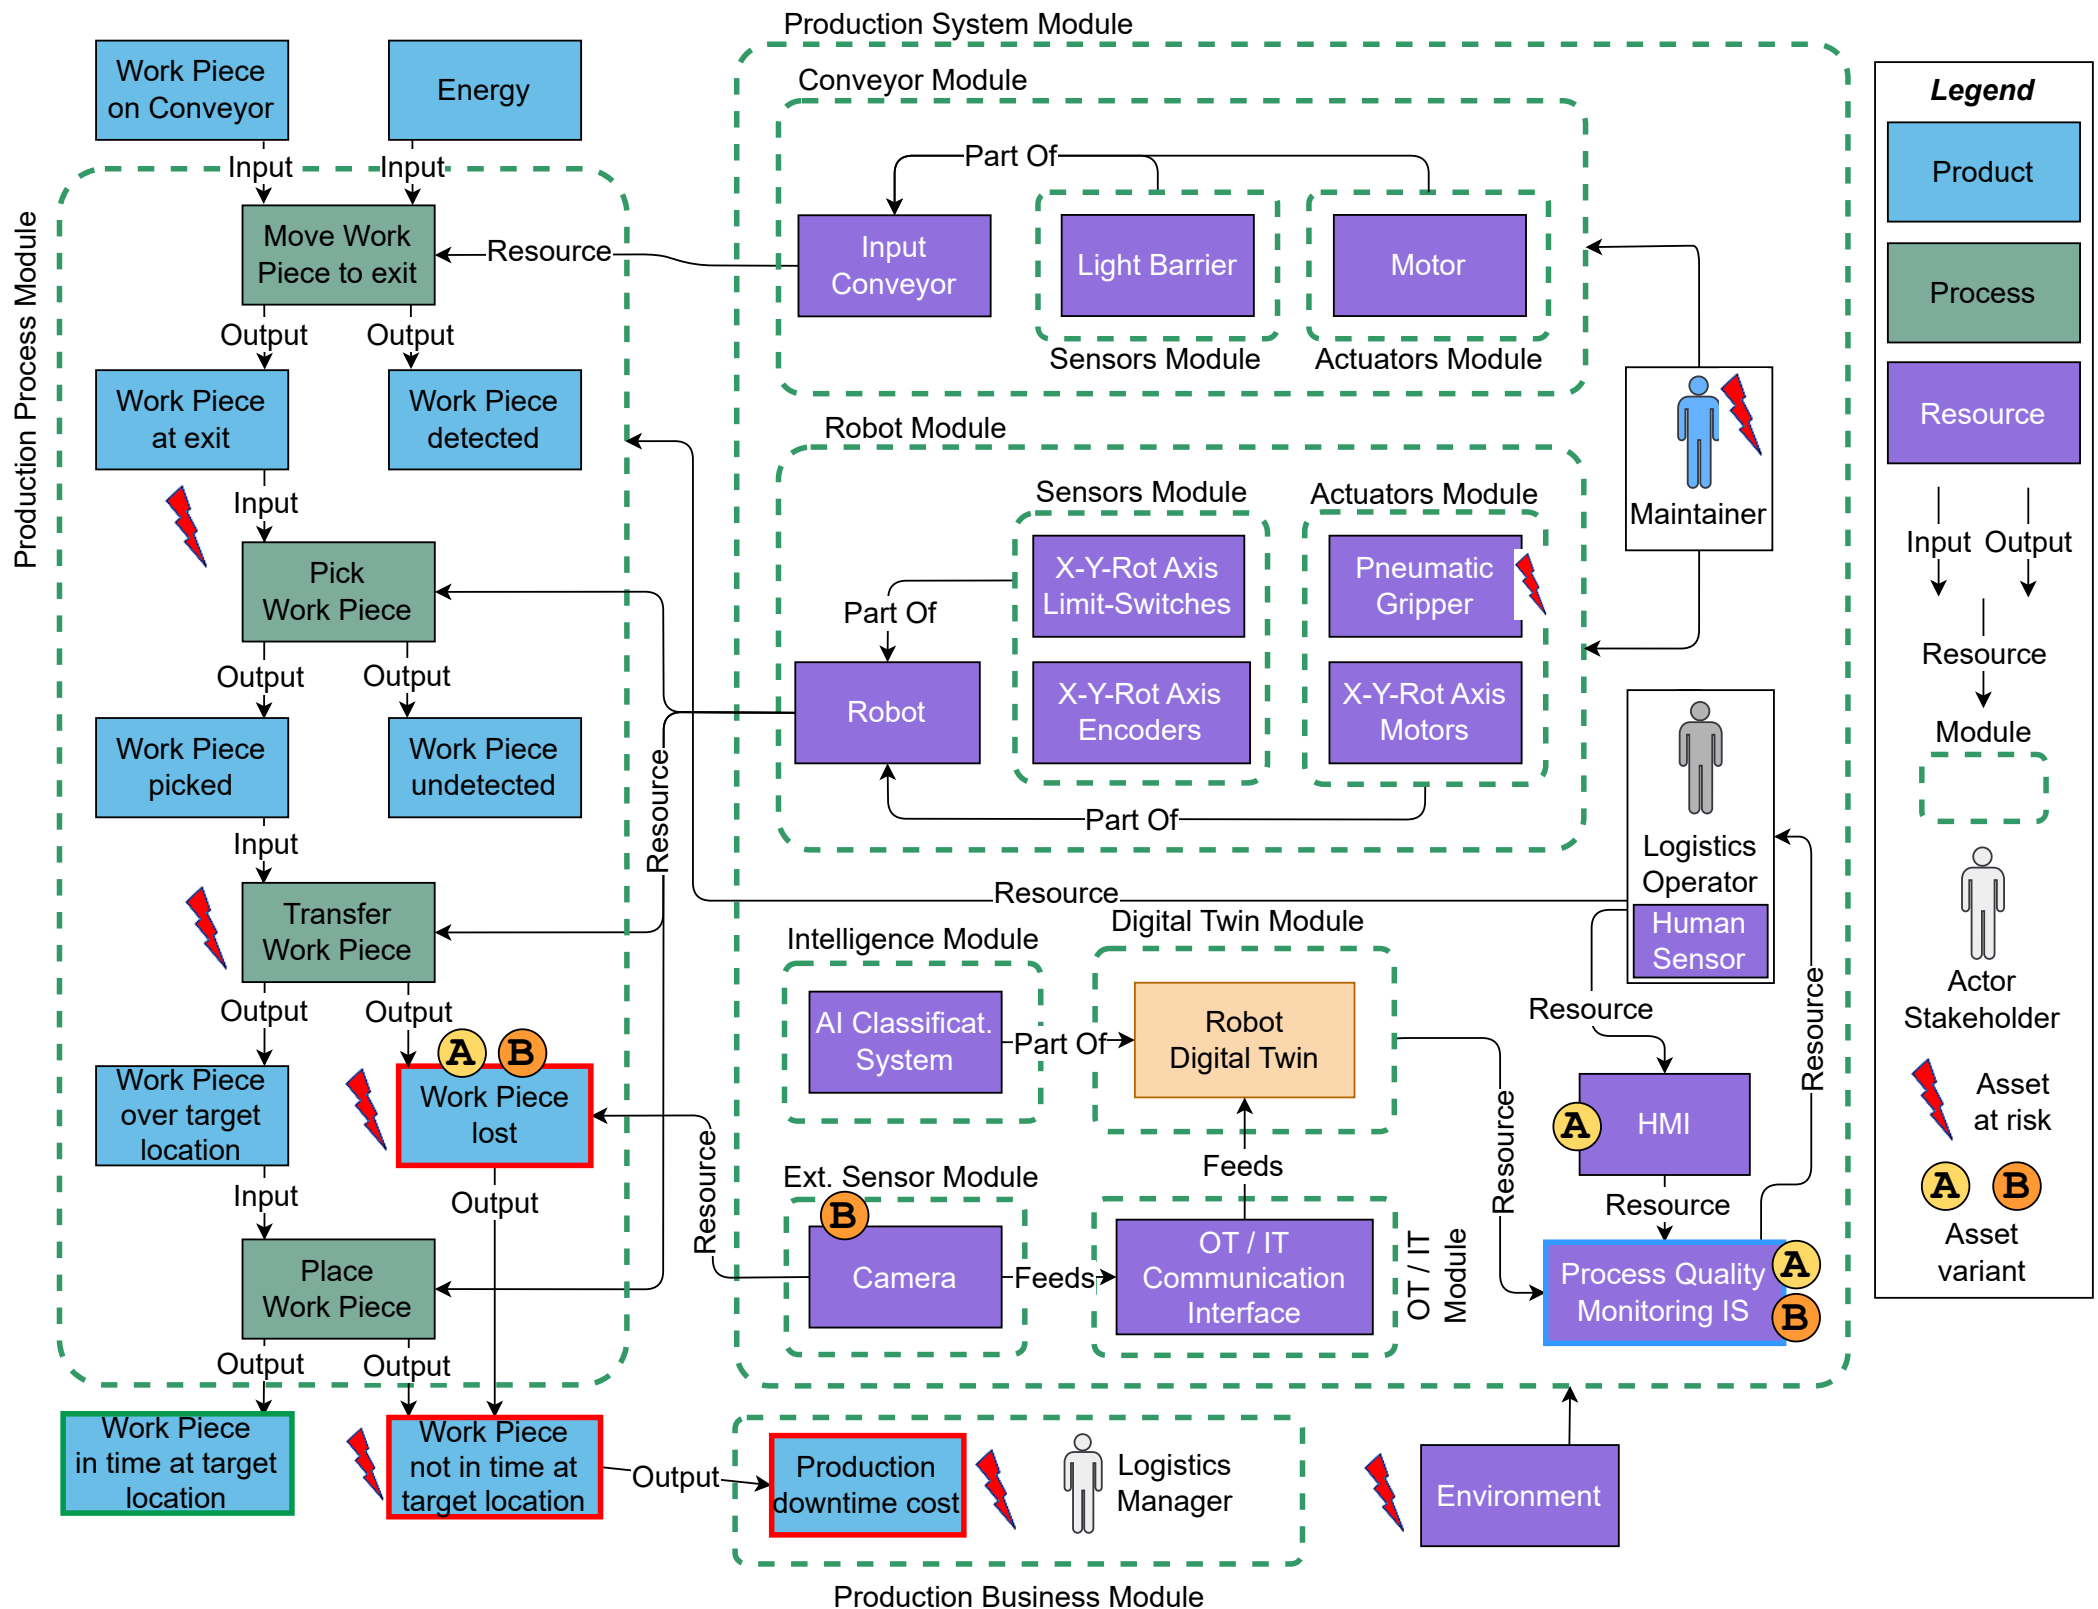 Production System Module
Work Piece
on Conveyor
Energy
Input
Input
Production Process Module
Move Work
Piece to exit
Resource
Output
Output
Work Piece
at exit
Work Piece
detected
Input
Pick
Work Piece
Output
Output
Work Piece
picked
Work Piece
undetected
Input
Resource
Transfer
Work Piece
Output
Output
A
B
Work Piece
over target
location
Work Piece
lost
Input
Output
Place
Work Piece
Output
Output
Work Piece
in time at target
location
Work Piece
not in time at
target location
Output
Conveyor Module
Part Of
Input
Conveyor
Light Barrier
Motor
Sensors Module
Actuators Module
Robot Module
Sensors Module
Actuators Module
X-Y-Rot Axis
Limit-Switches
Pneumatic
Gripper
Part Of
Robot
X-Y-Rot Axis
Encoders
X-Y-Rot Axis
Motors
Part Of
Maintainer
Logistics
Operator
Human
Sensor
Resource
Digital Twin Module
Intelligence Module
AI Classificat.
System
Part Of
Robot
Digital Twin
Resource
Resource
Resource
HMI
A
Feeds
Resource
Ext. Sensor Module
B
Camera
Resource
Feeds
OT / IT
Communication
Interface
OT / IT
Module
Process Quality
Monitoring IS
A
B
Production
downtime cost
Logistics
Manager
Environment
Production Business Module
Legend
Product
Process
Resource
Input
Output
Resource
Module
Actor
Stakeholder
Asset
at risk
A
B
Asset
variant